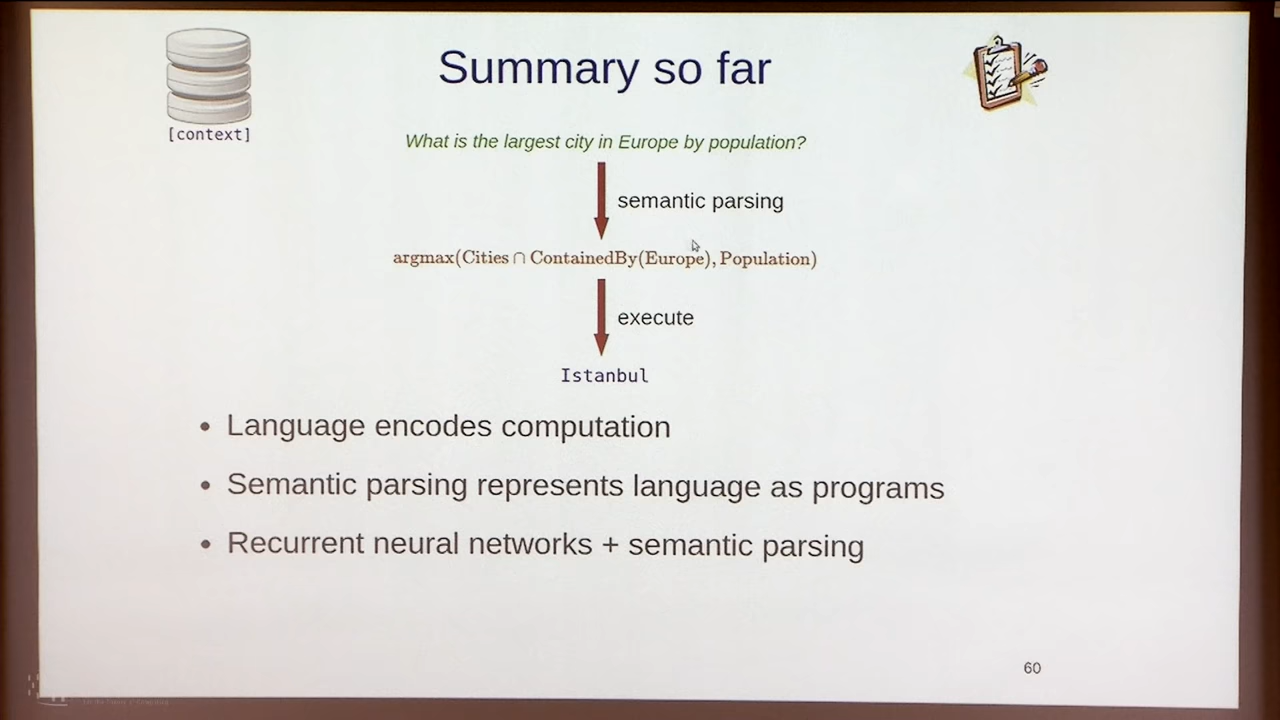 Summary so far
[context]
What is the largest city in Europe by population?
semantic parsing
argmax(Cities ∩ ContainedBy(Europe), Population)
execute
Istanbul
• Language encodes computation
• Semantic parsing represents language as programs
• Recurrent neural networks + semantic parsing
60